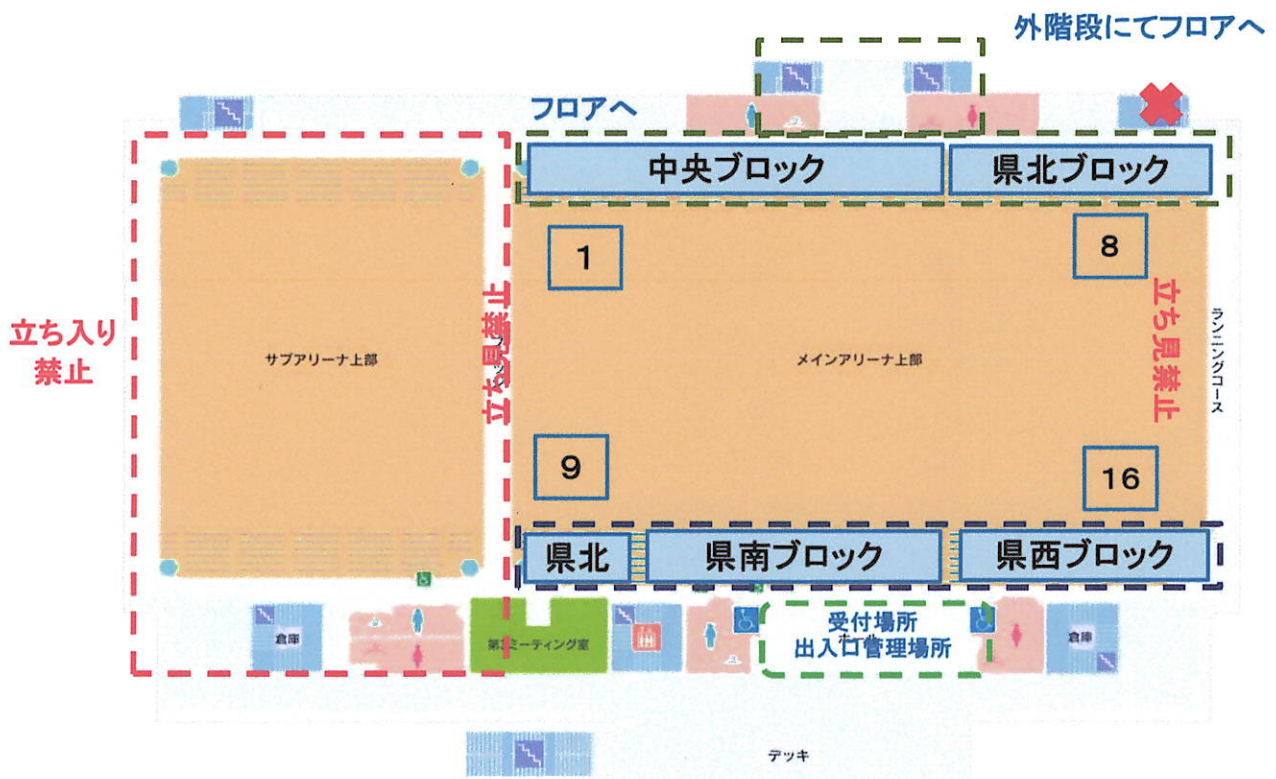 外階段にてフロアへ
フロアへ
中央ブロック
県北ブロック
1
8
立ち入り
禁止
サブアリーナ上部
立ち見禁止
メインアリーナ上部
立ち見禁止
ランニングコース
9
16
県北
県南ブロック
県西ブロック
倉庫
第3ミーティング室
受付場所
ホール
出入口管理場所
倉庫
デッキ